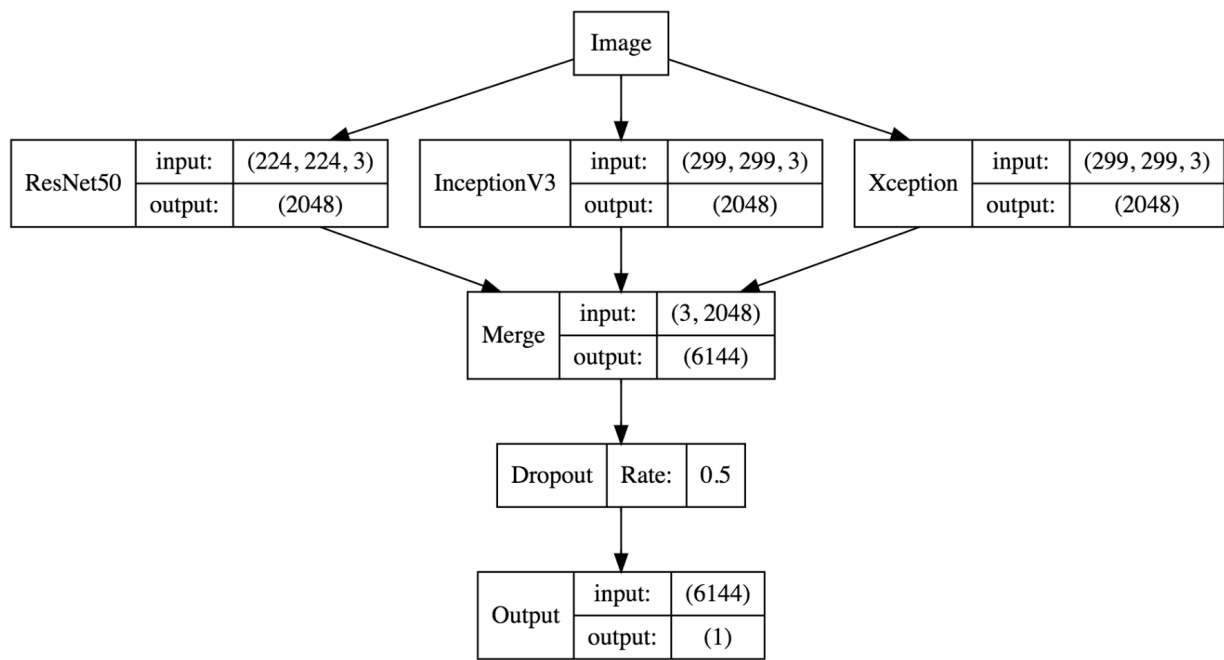 Image
ResNet50 input: (224, 224, 3)
output: (2048)
InceptionV3 input: (299, 299, 3)
output: (2048)
Xception input: (299, 299, 3)
output: (2048)
Merge input: (3, 2048)
output: (6144)
Dropout Rate: 0.5
Output input: (6144)
output: (1)